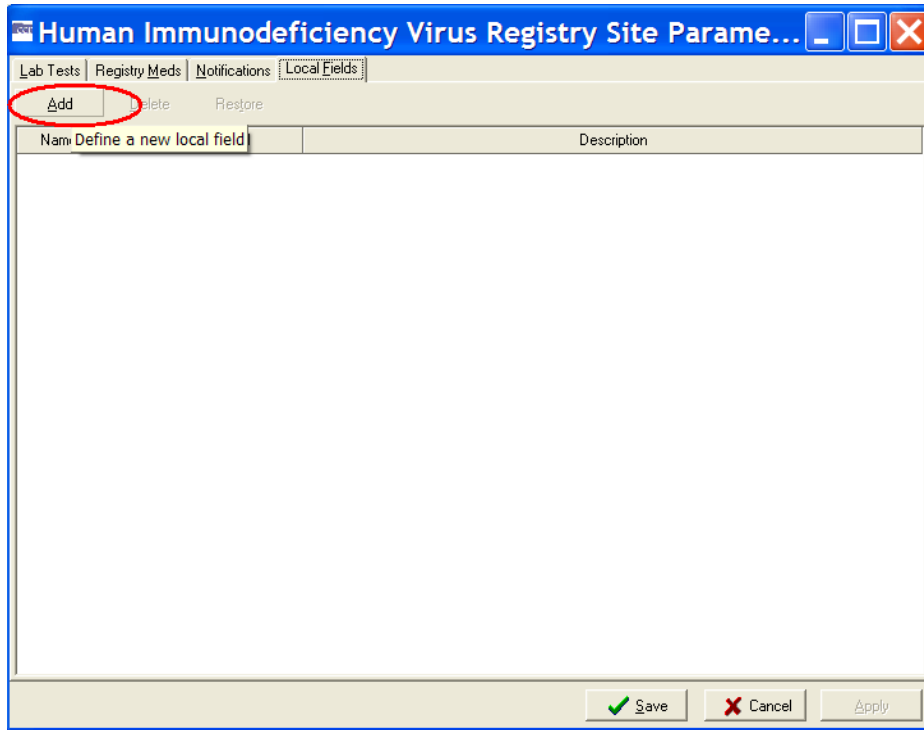 Human Immunodeficiency Virus Registry Site Parame...
Lab Tests Registry Meds Notifications Local Fields
Add Delete Restore
Name Description
Define a new local field
Save Cancel Apply